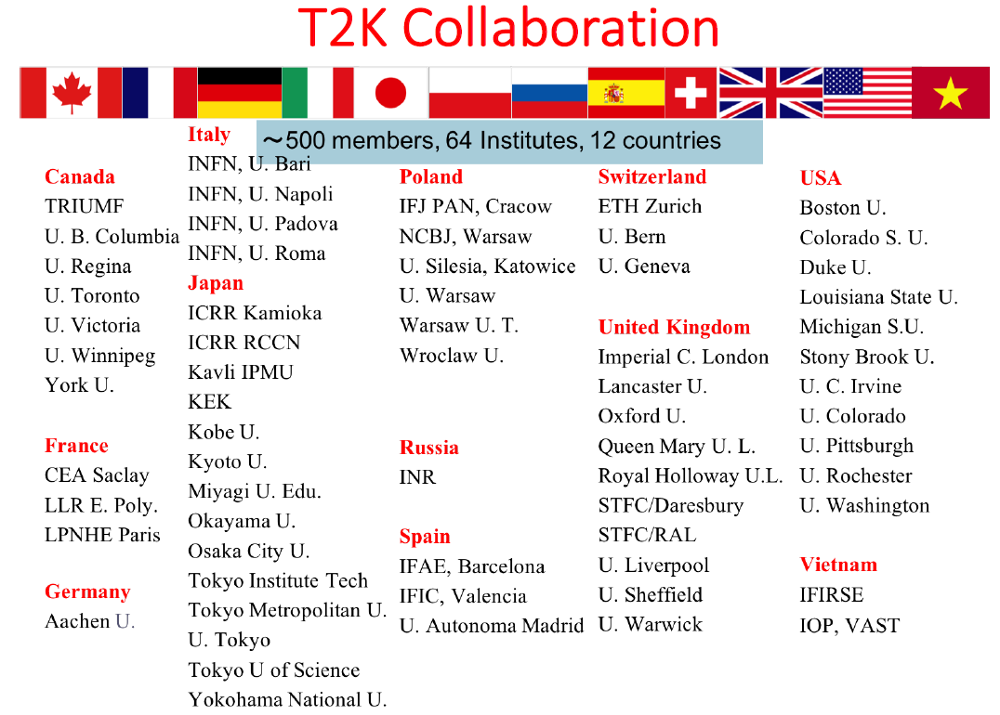 T2K Collaboration
~500 members, 64 Institutes, 12 countries
Canada
TRIUMF
U. B. Columbia
U. Regina
U. Toronto
U. Victoria
U. Winnipeg
York U.
France
CEA Saclay
LLR E. Poly.
LPNHE Paris
Germany
Aachen U.
Italy
INFN, U. Bari
INFN, U. Napoli
INFN, U. Padova
INFN, U. Roma
Japan
ICRR Kamioka
ICRR RCCN
Kavli IPMU
KEK
Kobe U.
Kyoto U.
Miyagi U. Edu.
Okayama U.
Osaka City U.
Tokyo Institute Tech
Tokyo Metropolitan U.
U. Tokyo
Tokyo U of Science
Yokohama National U.
Poland
IFJ PAN, Cracow
NCBJ, Warsaw
U. Silesia, Katowice
U. Warsaw
Warsaw U. T.
Wroclaw U.
Russia
INR
Spain
IFAE, Barcelona
IFIC, Valencia
U. Autonoma Madrid
Switzerland
ETH Zurich
U. Bern
U. Geneva
United Kingdom
Imperial C. London
Lancaster U.
Oxford U.
Queen Mary U. L.
Royal Holloway U.L.
STFC/Daresbury
STFC/RAL
U. Liverpool
U. Sheffield
U. Warwick
USA
Boston U.
Colorado S. U.
Duke U.
Louisiana State U.
Michigan S.U.
Stony Brook U.
U. C. Irvine
U. Colorado
U. Pittsburgh
U. Rochester
U. Washington
Vietnam
IFIRSE
IOP, VAST